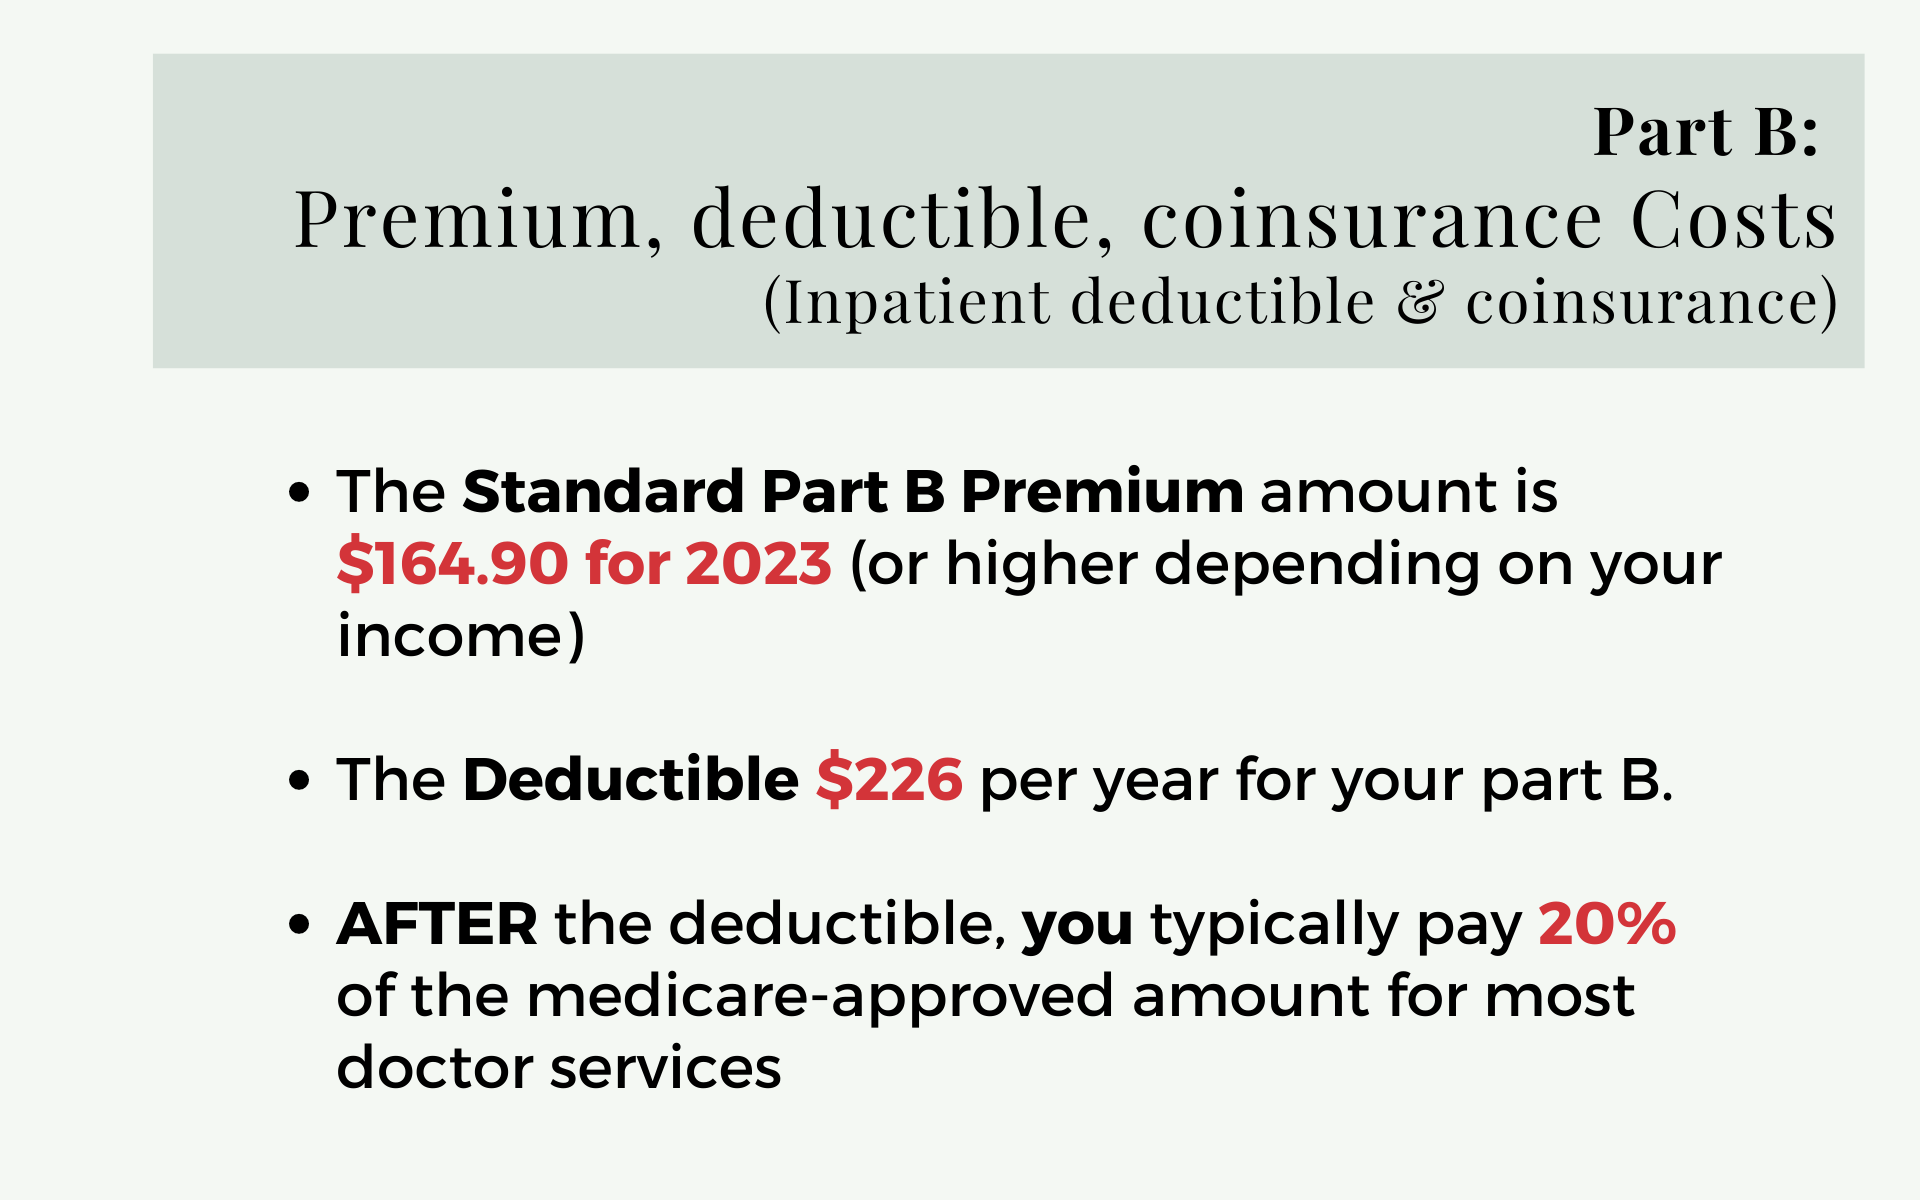 Part B:
Premium, deductible, coinsurance Costs
(Inpatient deductible & coinsurance)
• The Standard Part B Premium amount is
$164.90 for 2023 (or higher depending on your
income)
• The Deductible $226 per year for your part B.
• AFTER the deductible, you typically pay 20%
of the medicare-approved amount for most
doctor services